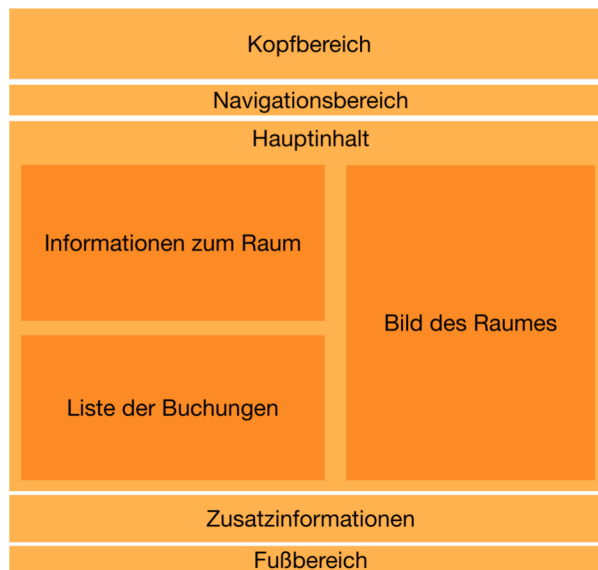 Kopfbereich
Navigationsbereich
Hauptinhalt
Informationen zum Raum
Bild des Raumes
Liste der Buchungen
Zusatzinformationen
Fußbereich